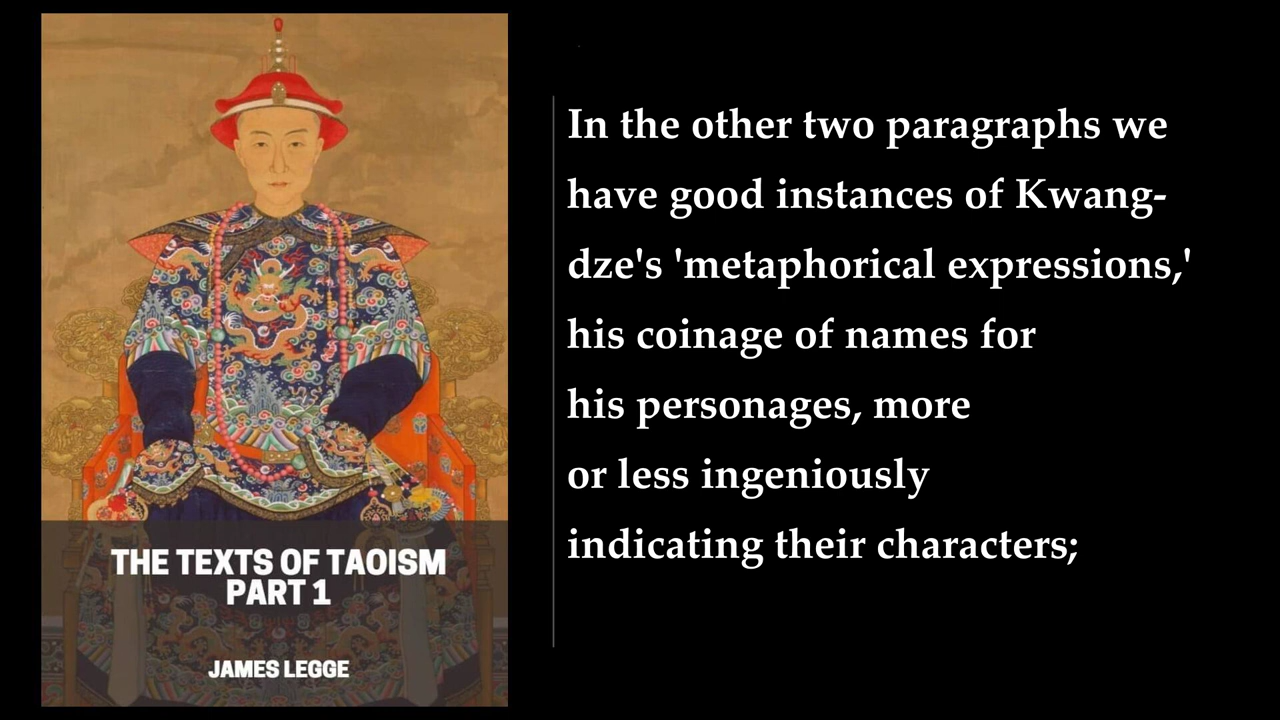 THE TEXTS OF TAOISM
PART 1
JAMES LEGGE
In the other two paragraphs we
have good instances of Kwang-
dze's 'metaphorical expressions,'
his coinage of names for
his personages, more
or less ingeniously
indicating their characters;